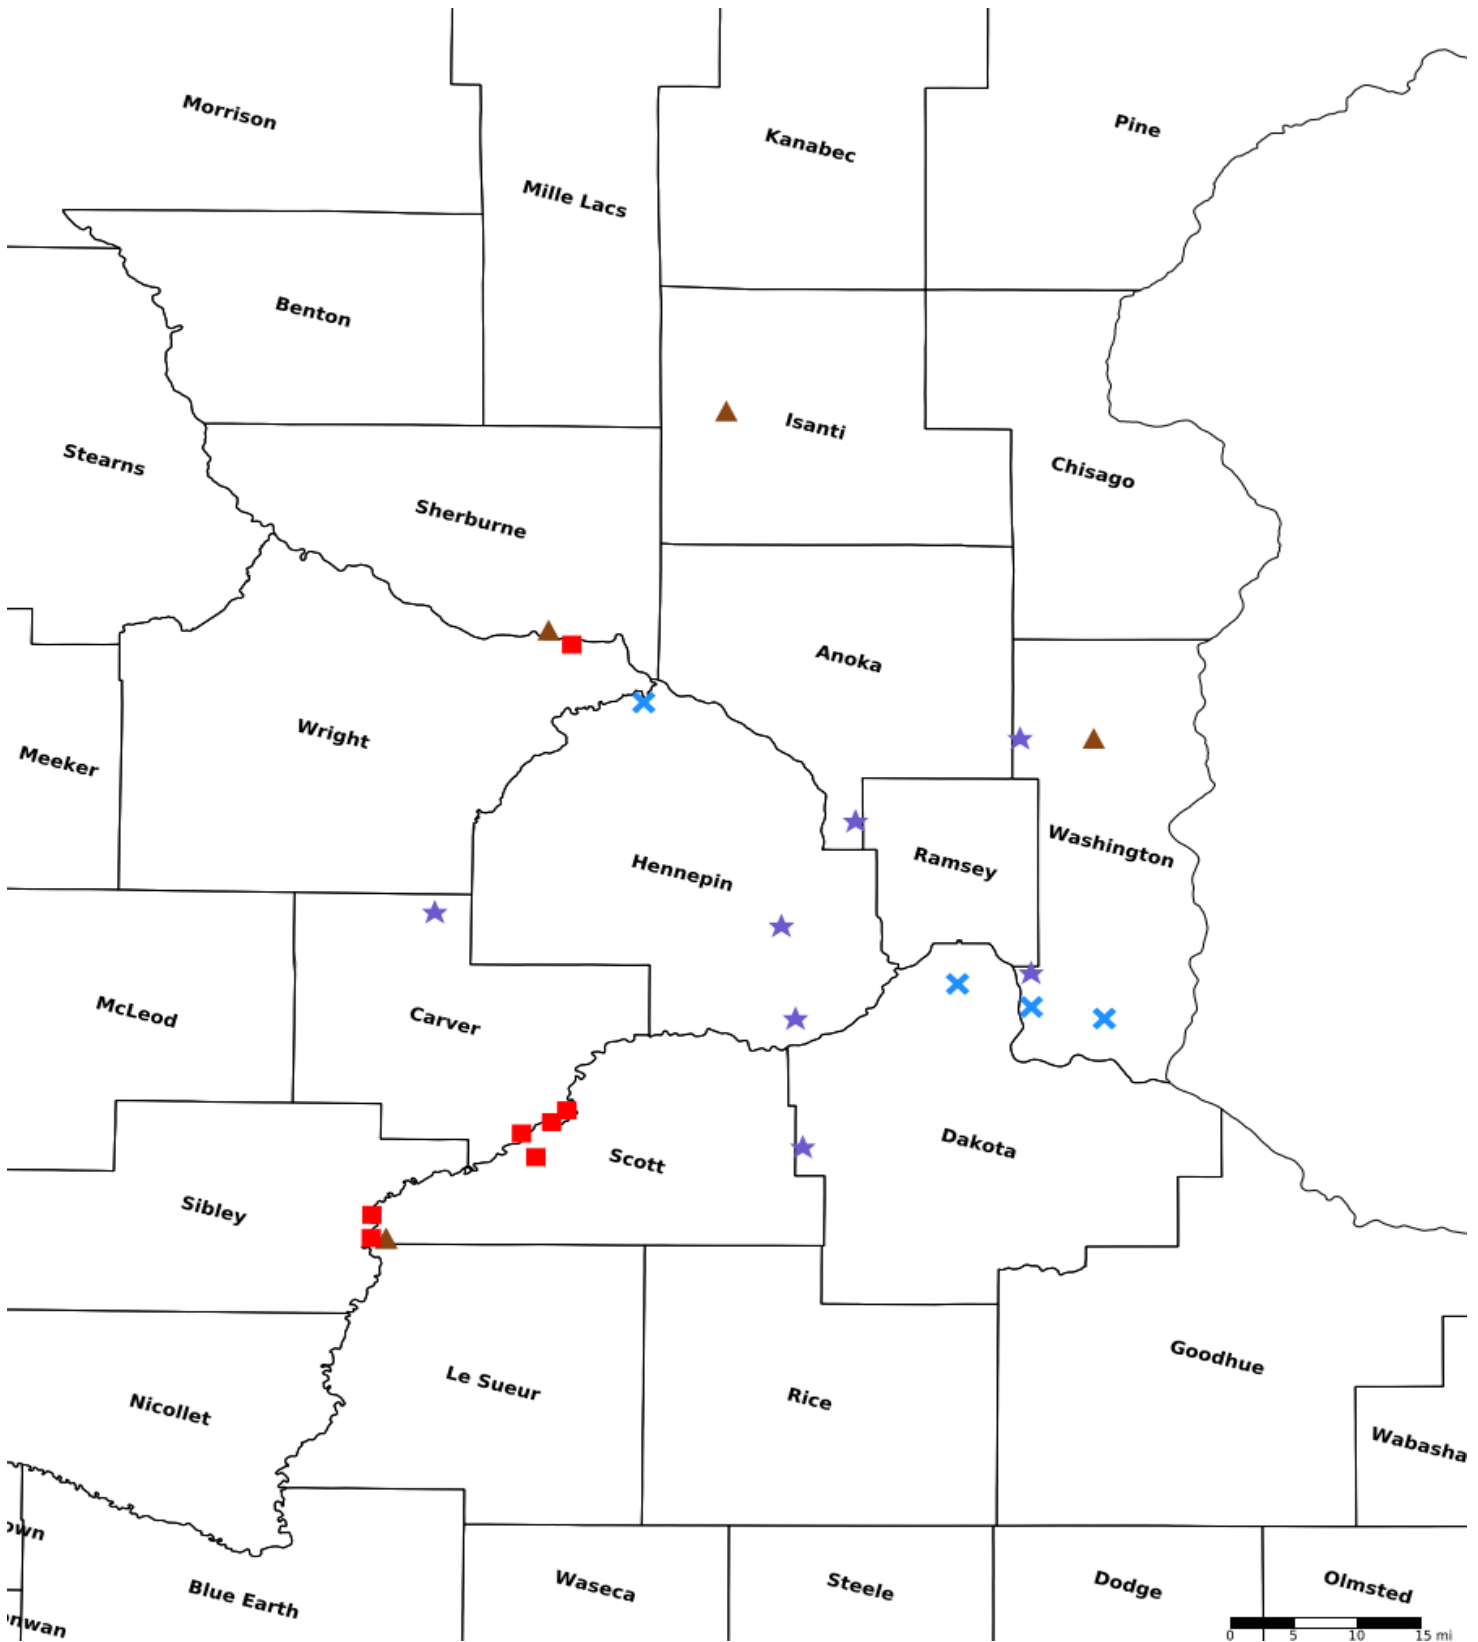 Morrison
Kanabec
Pine
Mille Lacs
Benton
Isanti
Stearns
Chisago
Sherburne
Anoka
Wright
Meeker
Washington
Ramsey
Hennepin
McLeod
Carver
Dakota
Scott
Sibley
Goodhue
Le Sueur
Rice
Nicollet
Wabasha
own
Waseca
Steele
Dodge
Olmsted
Blue Earth
enwan
0 5 10 15 mi